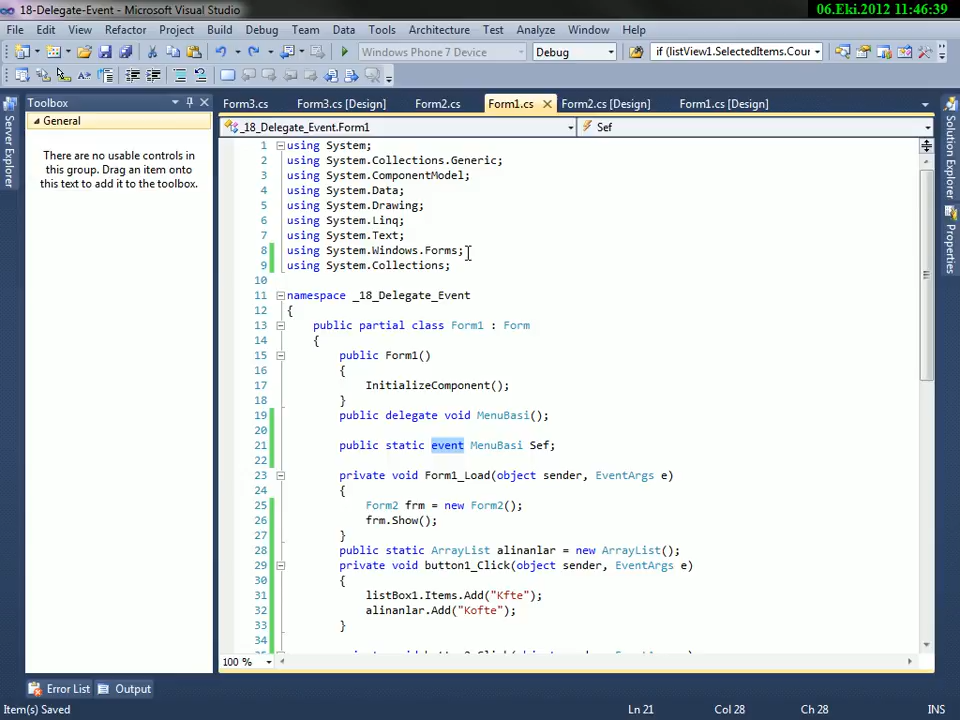 18-Delegate-Event - Microsoft Visual Studio
06.Eki.2012 11:46:39
File Edit View Refactor Project Build Debug Team Data Tools Architecture Test Analyze Window Help
Windows Phone 7 Device Debug if (listView1.SelectedItems.Cour
Toolbox
Form3.cs Form3.cs [Design] Form2.cs Form1.cs Form2.cs [Design] Form1.cs [Design]
General
_18_Delegate_Event.Form1 Sef
There are no usable controls in this group. Drag an item onto this text to add it to the toolbox.
Server Explorer
Solution Explorer
Properties
1 using System;
2 using System.Collections.Generic;
3 using System.ComponentModel;
4 using System.Data;
5 using System.Drawing;
6 using System.Linq;
7 using System.Text;
8 using System.Windows.Forms;
9 using System.Collections;
10
11 namespace _18_Delegate_Event
12 {
13 public partial class Form1 : Form
14 {
15 public Form1()
16 {
17 InitializeComponent();
18 }
19 public delegate void MenuBasi();
20
21 public static event MenuBasi Sef;
22
23 private void Form1_Load(object sender, EventArgs e)
24 {
25 Form2 frm = new Form2();
26 frm.Show();
27 }
28 public static ArrayList alinanlar = new ArrayList();
29 private void button1_Click(object sender, EventArgs e)
30 {
31 listBox1.Items.Add("Kfte");
32 alinanlar.Add("Kofte");
33 }
34
100 %
Error List Output
Item(s) Saved Ln 21 Col 28 Ch 28 INS